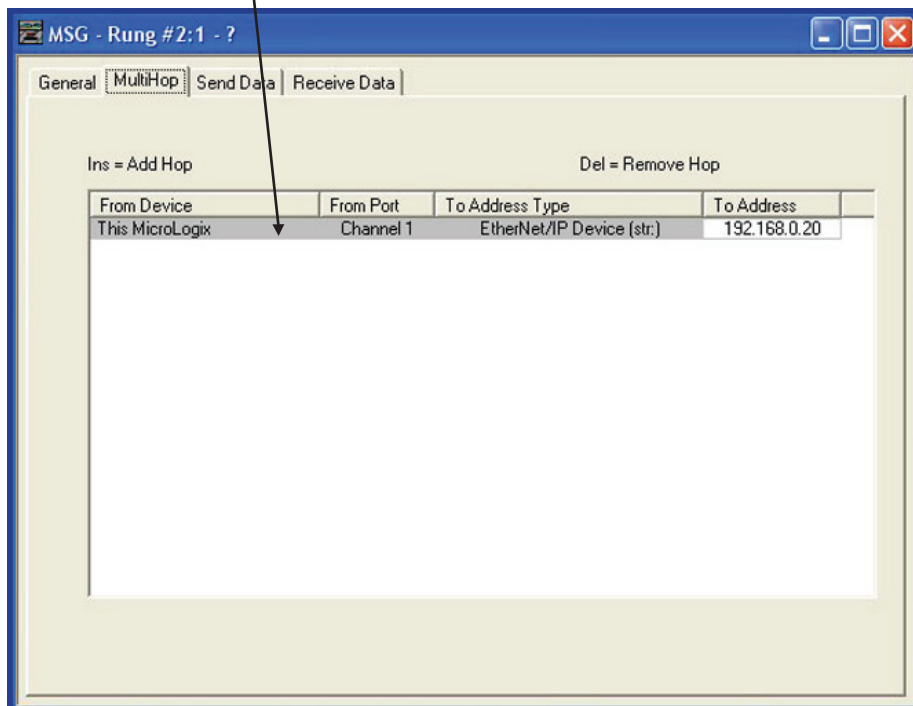 MSG - Rung #2:1 - ?
General MultiHop Send Data Receive Data
Ins = Add Hop Del = Remove Hop
From Device From Port To Address Type To Address
This MicroLogix Channel 1 EtherNet/IP Device (str:) 192.168.0.20